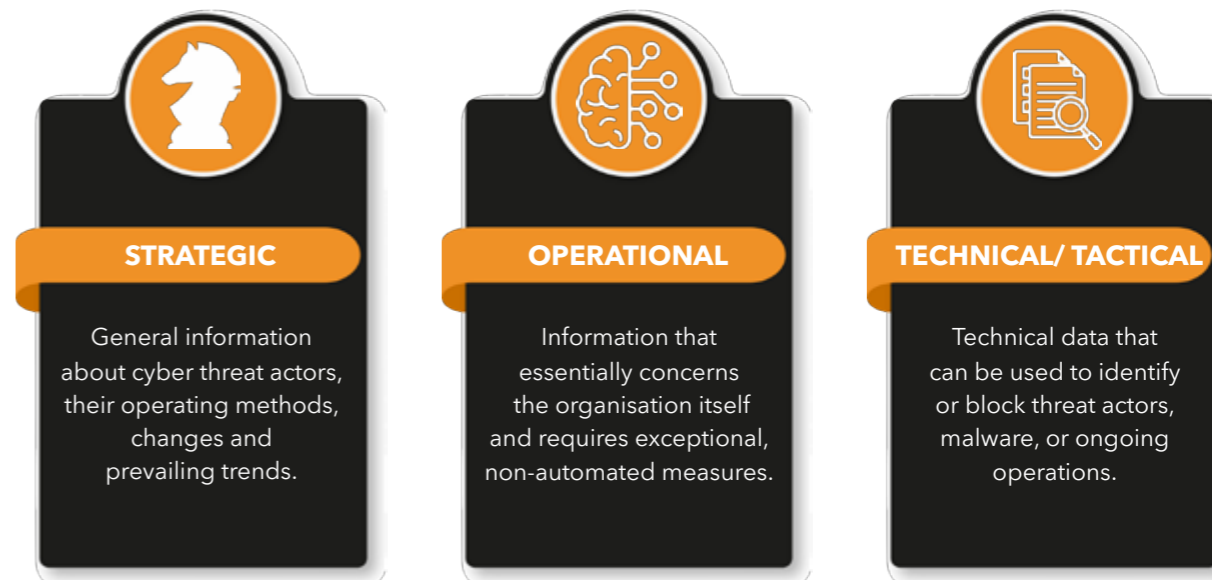 STRATEGIC
General information
about cyber threat actors,
their operating methods,
changes and
prevailing trends.
OPERATIONAL
Information that
essentially concerns
the organisation itself
and requires exceptional,
non-automated measures.
TECHNICAL/ TACTICAL
Technical data that
can be used to identify
or block threat actors,
malware, or ongoing
operations.